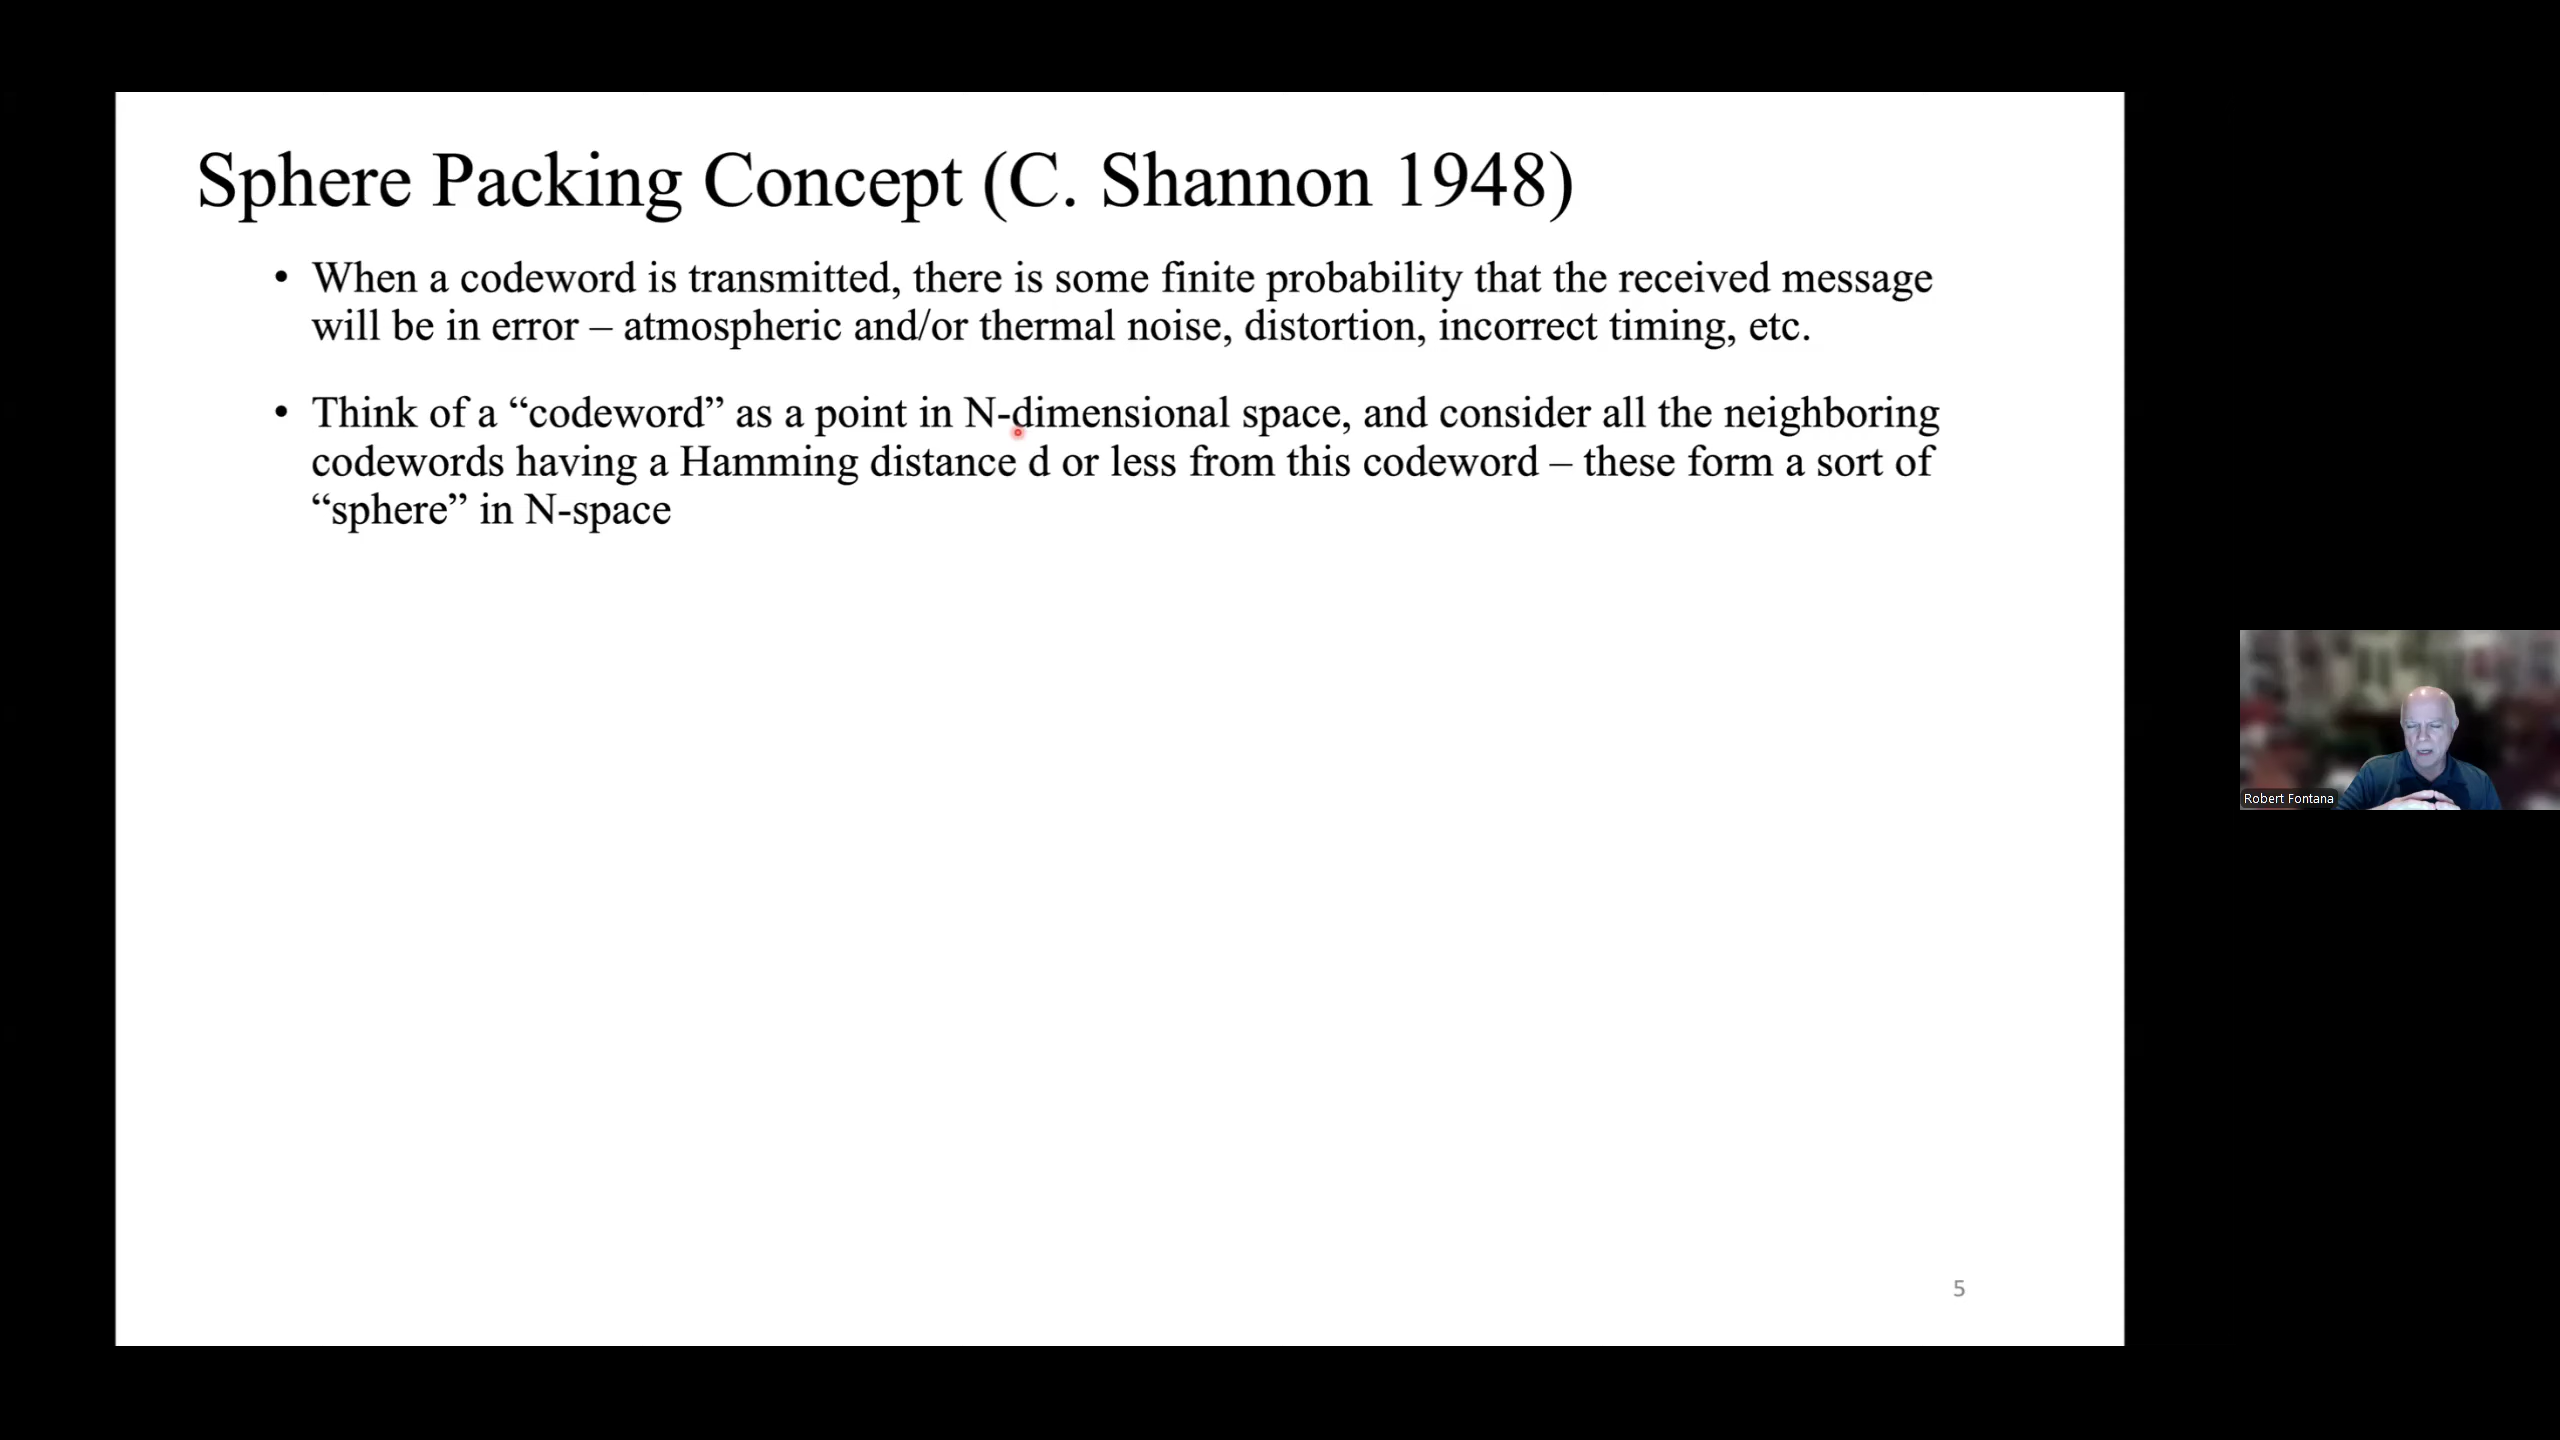 Sphere Packing Concept (C. Shannon 1948)
• When a codeword is transmitted, there is some finite probability that the received message
will be in error – atmospheric and/or thermal noise, distortion, incorrect timing, etc.
• Think of a “codeword” as a point in N-dimensional space, and consider all the neighboring
codewords having a Hamming distance d or less from this codeword – these form a sort of
“sphere” in N-space
Robert Fontana
5